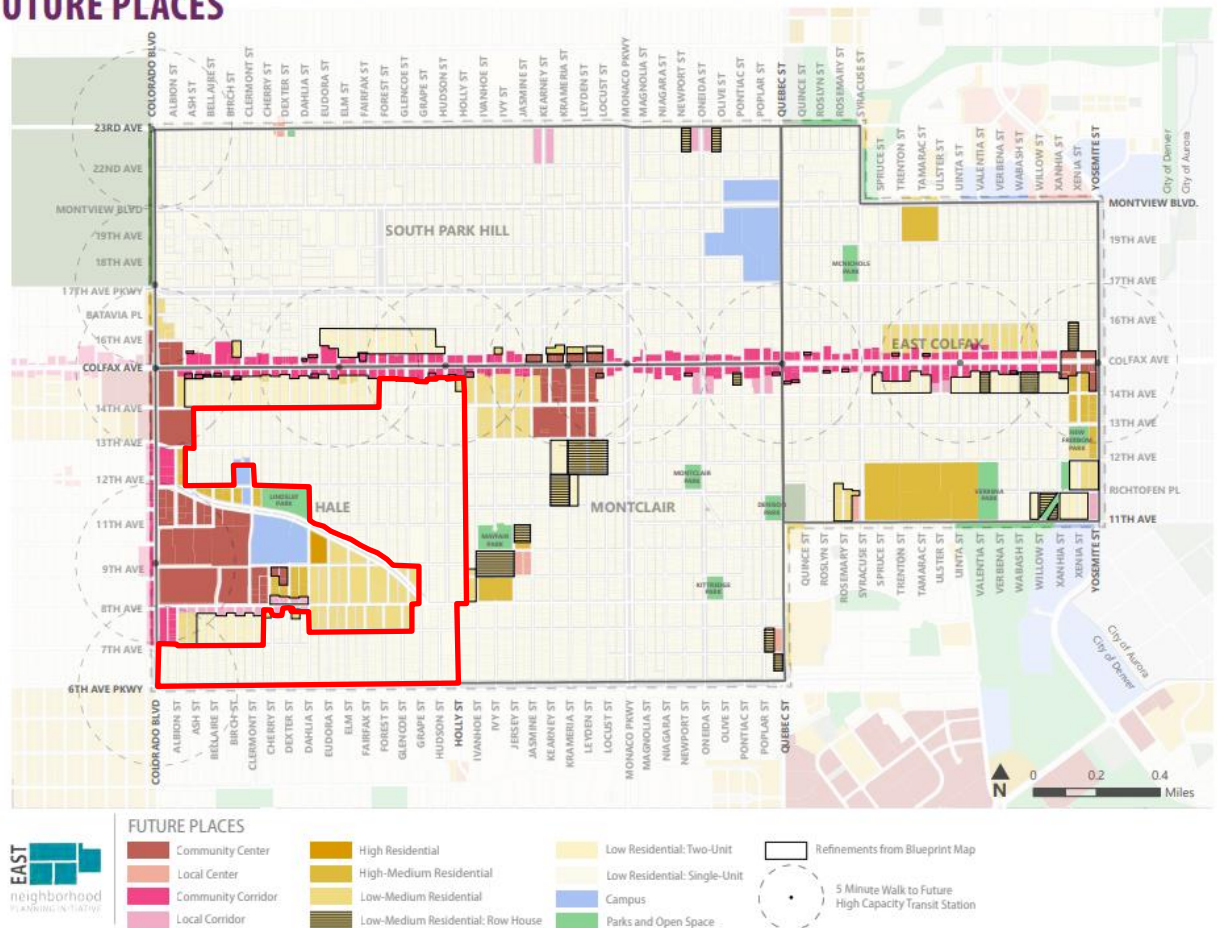 FUTURE PLACES
COLORADO BLVD
ALBION ST
ASH ST
BELLAIRE ST
BIRCH ST
CLERMONT ST
CHERRY ST
DEXTER ST
DAHLIA ST
EUDORA ST
ELM ST
FAIRFAX ST
FOREST ST
GLENCOE ST
GRAPE ST
HUDSON ST
HOLLY ST
IVANHOE ST
IVY ST
JASMINE ST
KEARNEY ST
KRAMERIA ST
LEYDEN ST
LOCUST ST
MONACO PKWY
MAGNOLIA ST
NIAGARA ST
NEWPORT ST
ONEIDA ST
OLIVE ST
PONTIAC ST
POPLAR ST
QUEBEC ST
QUINCE ST
ROSLYN ST
ROSEMARY ST
SYRACUSE ST
SPRUCE ST
TRENTON ST
TAMARAC ST
ULSTER ST
UINTA ST
VALENTIA ST
VERBENA ST
WABASH ST
WILLOW ST
XANHIA ST
XENIA ST
YOSEMITE ST
City of Denver
City of Aurora
23RD AVE
22ND AVE
MONTVIEW BLVD
19TH AVE
18TH AVE
17TH AVE PKWY
BATAVIA PL
16TH AVE
COLFAX AVE
14TH AVE
13TH AVE
12TH AVE
11TH AVE
9TH AVE
8TH AVE
7TH AVE
6TH AVE PKWY
SOUTH PARK HILL
EAST COLFAX
HALE
MONTCLAIR
LINDSLEY
PARK
MAYFAIR
PARK
MONTCLAIR
PARK
DENISON
PARK
KITTREDGE
PARK
MCNICHOLS
PARK
VERBENA
PARK
NEW
FREEDOM
PARK
MONTVIEW BLVD.
19TH AVE
17TH AVE
16TH AVE
COLFAX AVE
14TH AVE
13TH AVE
12TH AVE
RICHTOFEN PL
11TH AVE
QUINCE ST
ROSLYN ST
ROSEMARY ST
SYRACUSE ST
SPRUCE ST
TRENTON ST
TAMARAC ST
ULSTER ST
UINTA ST
VALENTIA ST
VERBENA ST
WABASH ST
WILLOW ST
XANHIA ST
XENIA ST
YOSEMITE ST
City of Aurora
City of Denver
COLORADO BLVD
ALBION ST
ASH ST
BELLAIRE ST
BIRCH ST
CLERMONT ST
CHERRY ST
DEXTER ST
DAHLIA ST
EUDORA ST
ELM ST
FAIRFAX ST
FOREST ST
GLENCOE ST
GRAPE ST
HUDSON ST
HOLLY ST
IVANHOE ST
IVY ST
JERSEY ST
JASMINE ST
KEARNEY ST
KRAMERIA ST
LEYDEN ST
LOCUST ST
MONACO PKWY
MAGNOLIA ST
NIAGARA ST
NEWPORT ST
ONEIDA ST
OLIVE ST
PONTIAC ST
POPLAR ST
QUEBEC ST
N
0 0.2 0.4
Miles
EAST
neighborhood
PLANNING INITIATIVE
FUTURE PLACES
Community Center
Local Center
Community Corridor
Local Corridor
High Residential
High-Medium Residential
Low-Medium Residential
Low-Medium Residential: Row House
Low Residential: Two-Unit
Low Residential: Single-Unit
Campus
Parks and Open Space
Refinements from Blueprint Map
5 Minute Walk to Future
High Capacity Transit Station